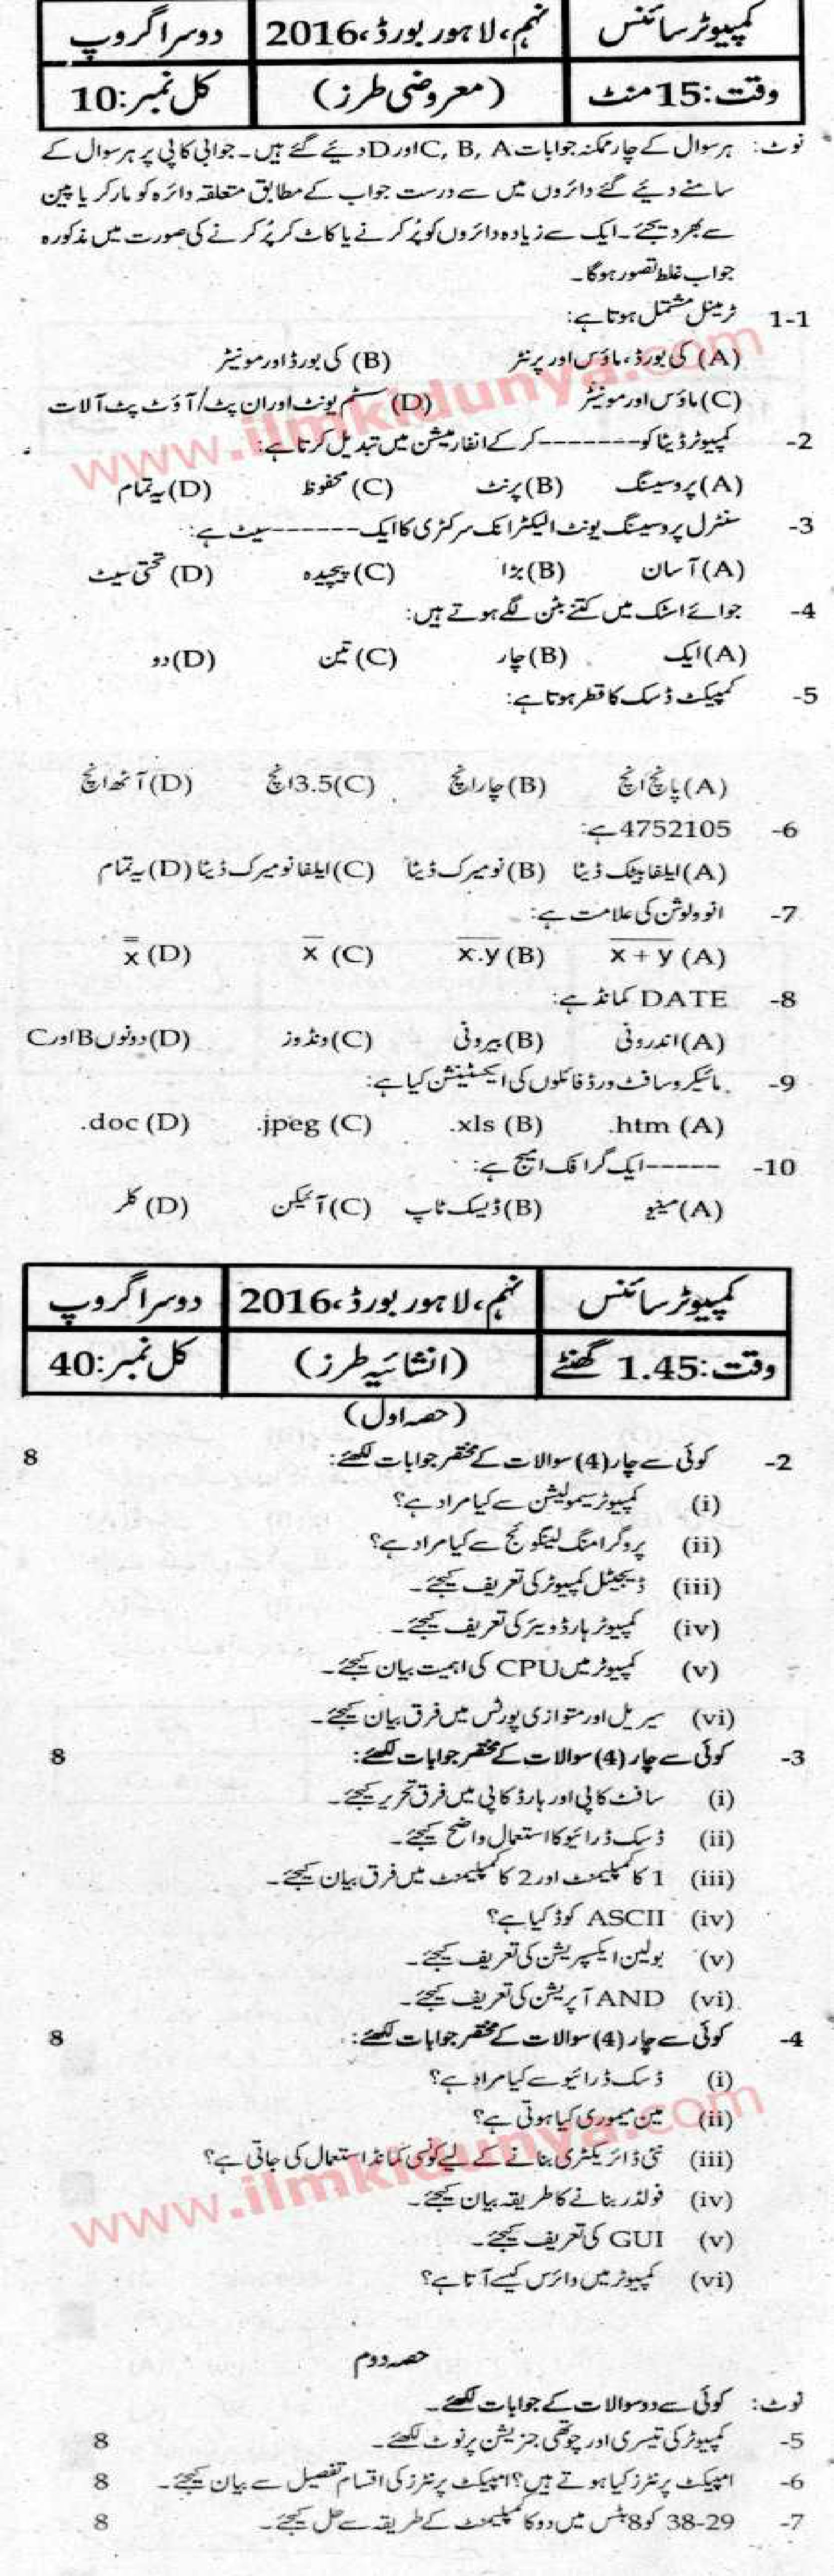 کمپیوٹر سائنس نہم، لاہور بورڈ، 2016 دوسرا گروپ
وقت: 15 منٹ (معروضی طرز) کل نمبر: 10
نوٹ: ہر سوال کے چار ممکنہ جوابات C, B, A اور D دیئے گئے ہیں۔ جوابی کاپی پر ہر سوال کے
سامنے دیئے گئے دائروں میں سے درست جواب کے مطابق متعلقہ دائرہ کو مارکر یا پین
سے بھر دیجئے۔ ایک سے زیادہ دائروں کو پُر کرنے یا کاٹ کر پُر کرنے کی صورت میں مذکورہ
جواب غلط تصور ہوگا۔
1-1 ٹرمینل مشتمل ہوتا ہے:
(A) کی بورڈ، ماؤس اور پرنٹر (B) کی بورڈ اور مونیٹر
(C) ماؤس اور مونیٹر (D) سسٹم یونٹ اور ان پٹ/آؤٹ پٹ آلات
www.ilmkidunya.com
2- کمپیوٹر ڈیٹا کو ------- کر کے انفارمیشن میں تبدیل کرتا ہے:
(A) پروسیسنگ (B) پرنٹ (C) محفوظ (D) یہ تمام
3- سنٹرل پروسیسنگ یونٹ الیکٹرانک سرکٹری کا ایک ------ سیٹ ہے:
(A) آسان (B) بڑا (C) پیچیدہ (D) تحتی سیٹ
4- جوائے اسٹک میں کتنے بٹن لگے ہوتے ہیں:
(A) ایک (B) چار (C) تین (D) دو
5- کمپیکٹ ڈسک کا قطر ہوتا ہے:
(A) پانچ انچ (B) چار انچ (C) 3.5 انچ (D) آٹھ انچ
6- 4752105 ہے:
(A) ایلفابیٹک ڈیٹا (B) نومیرک ڈیٹا (C) ایلفانومیرک ڈیٹا (D) یہ تمام
7- انوولوشن کی علامت ہے:
(A) x̅ ̅+̅ ̅y̅ (B) x̅.̅y̅ (C) x̅ (D) x̿
8- DATE کمانڈ ہے:
(A) اندرونی (B) بیرونی (C) ونڈوز (D) دونوں B اور C
9- مائیکروسافٹ ورڈ فائلوں کی ایکسٹینشن کیا ہے:
(A) .htm (B) .xls (C) .jpeg (D) .doc
10- ----- ایک گرافک امیج ہے:
(A) مینیو (B) ڈیسک ٹاپ (C) آئیکن (D) کلر
کمپیوٹر سائنس نہم، لاہور بورڈ، 2016 دوسرا گروپ
وقت: 1.45 گھنٹے (انشائیہ طرز) کل نمبر: 40
(حصہ اول)
2- کوئی سے چار (4) سوالات کے مختصر جوابات لکھئے: 8
(i) کمپیوٹر سیمولیشن سے کیا مراد ہے؟
(ii) پروگرامنگ لینگوئج سے کیا مراد ہے؟
(iii) ڈیجیٹل کمپیوٹر کی تعریف کیجئے۔
(iv) کمپیوٹر ہارڈویئر کی تعریف کیجئے۔
(v) کمپیوٹر میں CPU کی اہمیت بیان کیجئے۔
(vi) سیریل اور متوازی پورٹس میں فرق بیان کیجئے۔
3- کوئی سے چار (4) سوالات کے مختصر جوابات لکھئے: 8
(i) سافٹ کاپی اور ہارڈ کاپی میں فرق تحریر کیجئے۔
(ii) ڈسک ڈرائیو کا استعمال واضح کیجئے۔
(iii) 1 کا کمپلیمنٹ اور 2 کا کمپلیمنٹ میں فرق بیان کیجئے۔
(iv) ASCII کوڈ کیا ہے؟
(v) بولین ایکسپریشن کی تعریف کیجئے۔
(vi) AND آپریشن کی تعریف کیجئے۔
4- کوئی سے چار (4) سوالات کے مختصر جوابات لکھئے: 8
(i) ڈسک ڈرائیو سے کیا مراد ہے؟
(ii) مین میموری کیا ہوتی ہے؟
(iii) نئی ڈائریکٹری بنانے کے لیے کونسی کمانڈ استعمال کی جاتی ہے؟
(iv) فولڈر بنانے کا طریقہ بیان کیجئے۔
www.ilmkidunya.com
(v) GUI کی تعریف کیجئے۔
(vi) کمپیوٹر میں وائرس کیسے آتا ہے؟
حصہ دوم
نوٹ: کوئی سے دو سوالات کے جوابات لکھئے۔
5- کمپیوٹر کی تیسری اور چوتھی جنریشن پر نوٹ لکھئے۔ 8
6- امپیکٹ پرنٹرز کیا ہوتے ہیں؟ امپیکٹ پرنٹرز کی اقسام تفصیل سے بیان کیجئے۔ 8
7- 38-29 کو 8 بٹس میں دو کا کمپلیمنٹ کے طریقہ سے حل کیجئے۔ 8